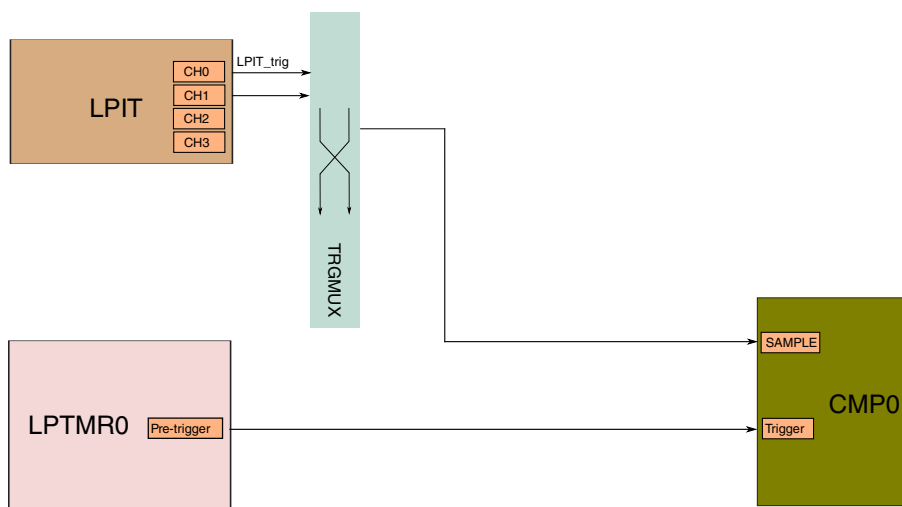 LPIT
CH0
CH1
CH2
CH3
LPIT_trig
TRGMUX
LPTMR0
Pre-trigger
SAMPLE
CMP0
Trigger